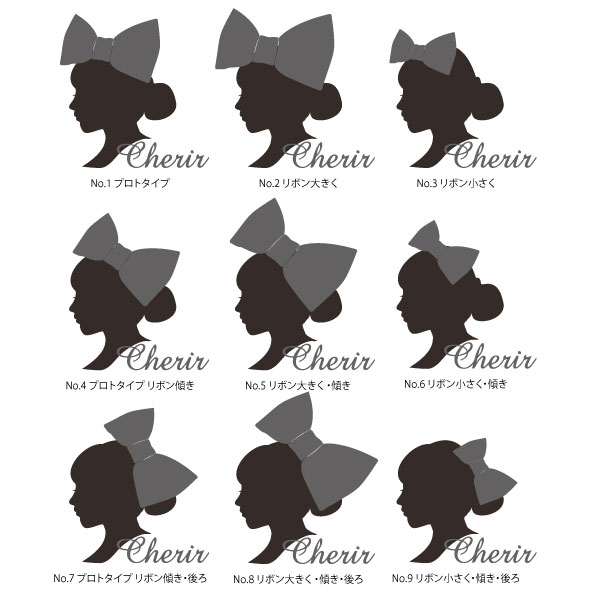 Cherir
Cherir
Cherir
No.1 プロトタイプ
No.2 リボン大きく
No.3 リボン小さく
Cherir
Cherir
Cherir
No.4 プロトタイプ リボン傾き
No.5 リボン大きく・傾き
No.6 リボン小さく・傾き
Cherir
Cherir
Cherir
No.7 プロトタイプ リボン傾き・後ろ
No.8 リボン大きく・傾き・後ろ
No.9 リボン小さく・傾き・後ろ